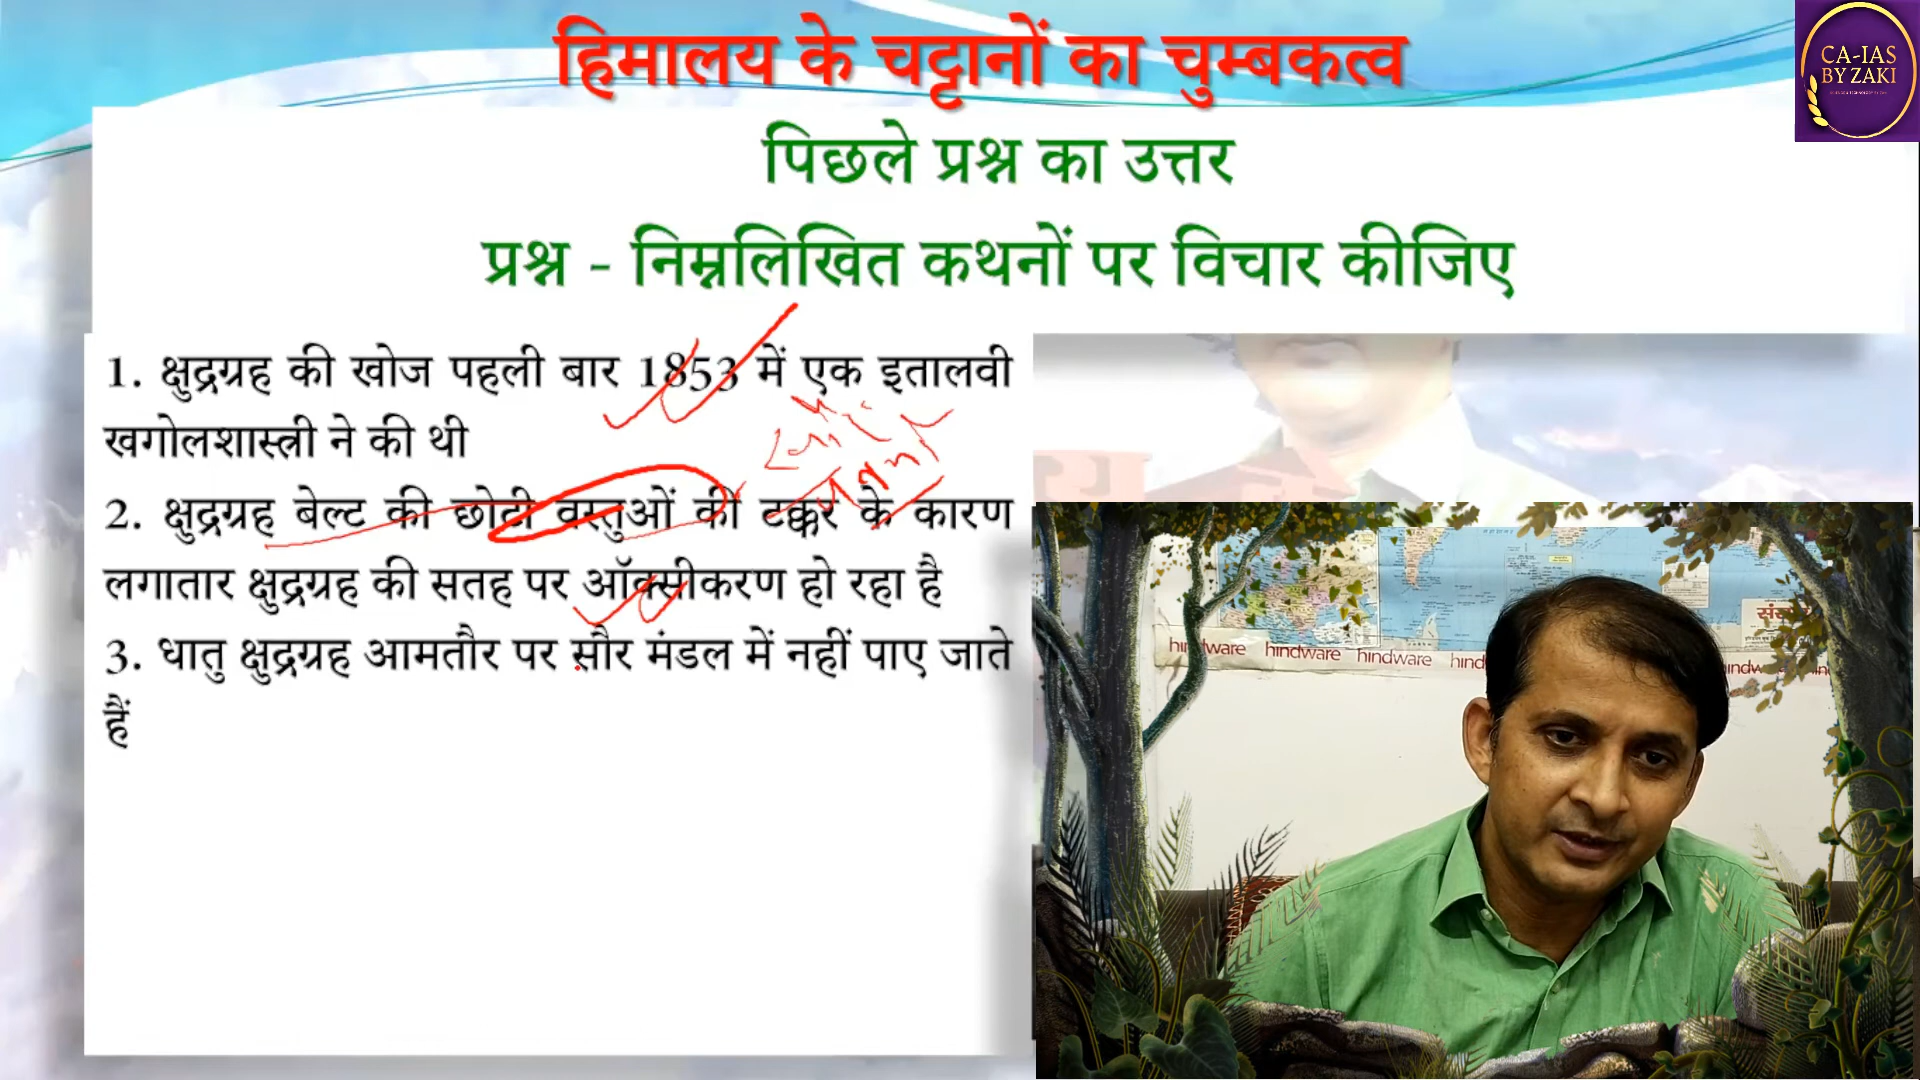 हिमालय के चट्टानों का चुम्बकत्व
CA-IAS
BY ZAKI
पिछले प्रश्न का उत्तर
प्रश्न - निम्नलिखित कथनों पर विचार कीजिए
1. क्षुद्रग्रह की खोज पहली बार 1853 में एक इतालवी
खगोलशास्त्री ने की थी
2. क्षुद्रग्रह बेल्ट की छोटी वस्तुओं की टक्कर के कारण
लगातार क्षुद्रग्रह की सतह पर ऑक्सीकरण हो रहा है
3. धातु क्षुद्रग्रह आमतौर पर सौर मंडल में नहीं पाए जाते
हैं
hindware hindware hindware